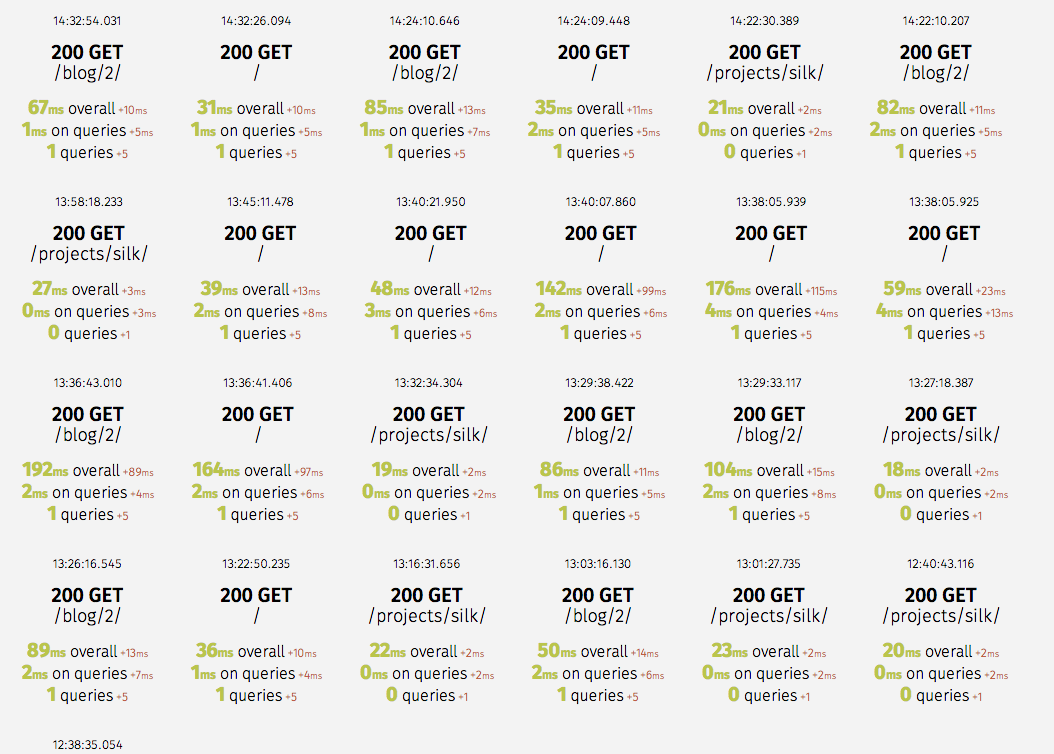 14:32:54.031
200 GET
/blog/2/
67ms overall +10ms
1ms on queries +5ms
1 queries +5
14:32:26.094
200 GET
/
31ms overall +10ms
1ms on queries +5ms
1 queries +5
14:24:10.646
200 GET
/blog/2/
85ms overall +13ms
1ms on queries +7ms
1 queries +5
14:24:09.448
200 GET
/
35ms overall +11ms
2ms on queries +5ms
1 queries +5
14:22:30.389
200 GET
/projects/silk/
21ms overall +2ms
0ms on queries +2ms
0 queries +1
14:22:10.207
200 GET
/blog/2/
82ms overall +11ms
2ms on queries +5ms
1 queries +5
13:58:18.233
200 GET
/projects/silk/
27ms overall +3ms
0ms on queries +3ms
0 queries +1
13:45:11.478
200 GET
/
39ms overall +13ms
2ms on queries +8ms
1 queries +5
13:40:21.950
200 GET
/
48ms overall +12ms
3ms on queries +6ms
1 queries +5
13:40:07.860
200 GET
/
142ms overall +99ms
2ms on queries +6ms
1 queries +5
13:38:05.939
200 GET
/
176ms overall +115ms
4ms on queries +4ms
1 queries +5
13:38:05.925
200 GET
/
59ms overall +23ms
4ms on queries +13ms
1 queries +5
13:36:43.010
200 GET
/blog/2/
192ms overall +89ms
2ms on queries +4ms
1 queries +5
13:36:41.406
200 GET
/
164ms overall +97ms
2ms on queries +6ms
1 queries +5
13:32:34.304
200 GET
/projects/silk/
19ms overall +2ms
0ms on queries +2ms
0 queries +1
13:29:38.422
200 GET
/blog/2/
86ms overall +11ms
1ms on queries +5ms
1 queries +5
13:29:33.117
200 GET
/blog/2/
104ms overall +15ms
2ms on queries +8ms
1 queries +5
13:27:18.387
200 GET
/projects/silk/
18ms overall +2ms
0ms on queries +2ms
0 queries +1
13:26:16.545
200 GET
/blog/2/
89ms overall +13ms
2ms on queries +7ms
1 queries +5
13:22:50.235
200 GET
/
36ms overall +10ms
1ms on queries +4ms
1 queries +5
13:16:31.656
200 GET
/projects/silk/
22ms overall +2ms
0ms on queries +2ms
0 queries +1
13:03:16.130
200 GET
/blog/2/
50ms overall +14ms
2ms on queries +6ms
1 queries +5
13:01:27.735
200 GET
/projects/silk/
23ms overall +2ms
0ms on queries +2ms
0 queries +1
12:40:43.116
200 GET
/projects/silk/
20ms overall +2ms
0ms on queries +2ms
0 queries +1
12:38:35.054